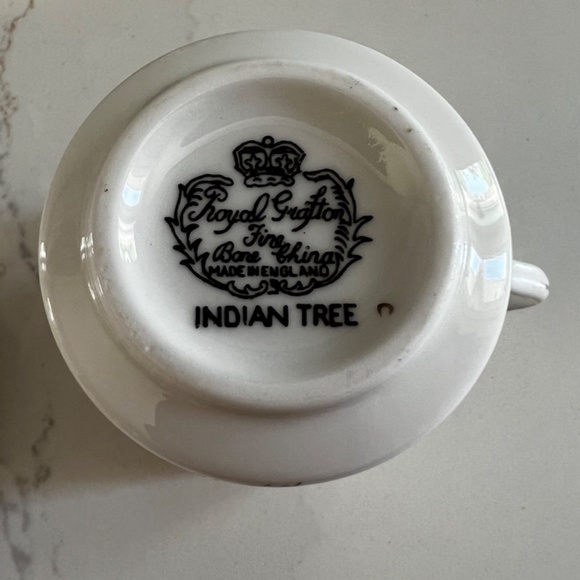 Royal Grafton
Fine
Bone China
MADE IN ENGLAND
INDIAN TREE C